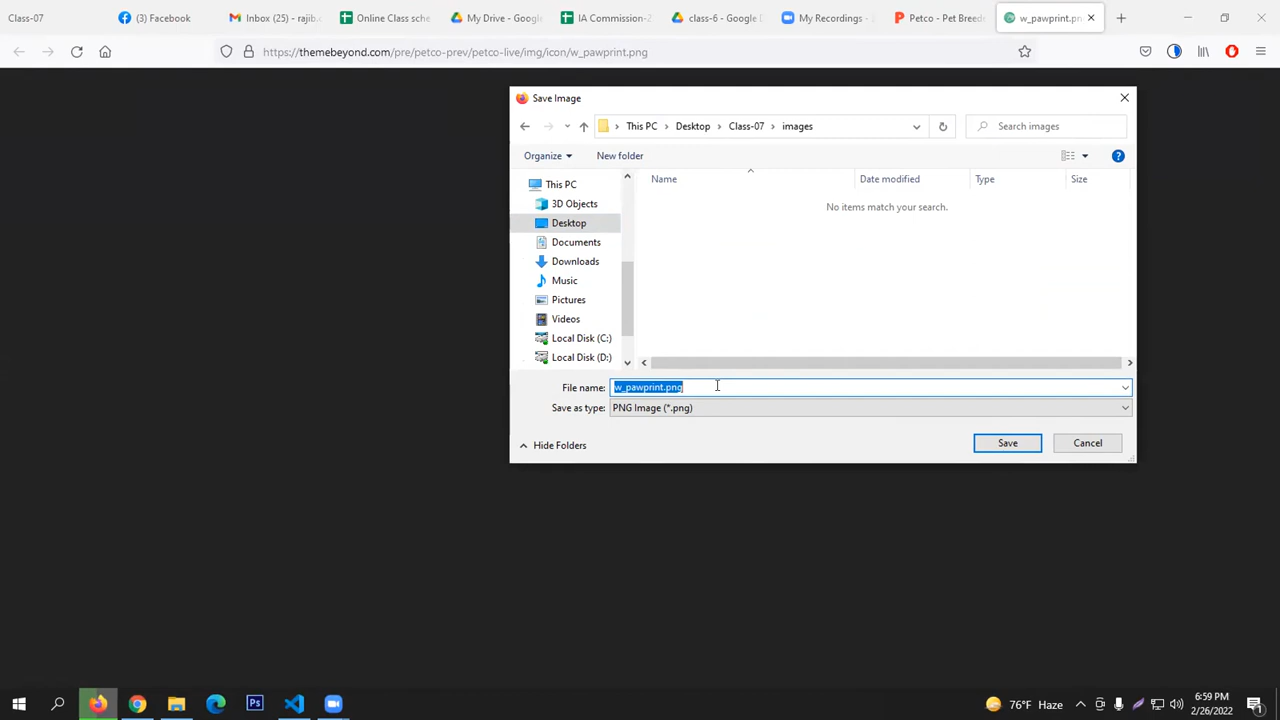 Class-07 (3) Facebook Inbox (25) - rajib.c Online Class sche My Drive - Google IA Commission-2 class-6 - Google D My Recordings - Petco - Pet Breede w_pawprint.pn
https://themebeyond.com/pre/petco-prev/petco-live/img/icon/w_pawprint.png
Save Image
This PC > Desktop > Class-07 > images Search images
Organize New folder
Name Date modified Type Size
No items match your search.
This PC
3D Objects
Desktop
Documents
Downloads
Music
Pictures
Videos
Local Disk (C:)
Local Disk (D:)
File name: w_pawprint.png
Save as type: PNG Image (*.png)
Hide Folders Save Cancel
Ps 76°F Haze 6:59 PM
2/26/2022